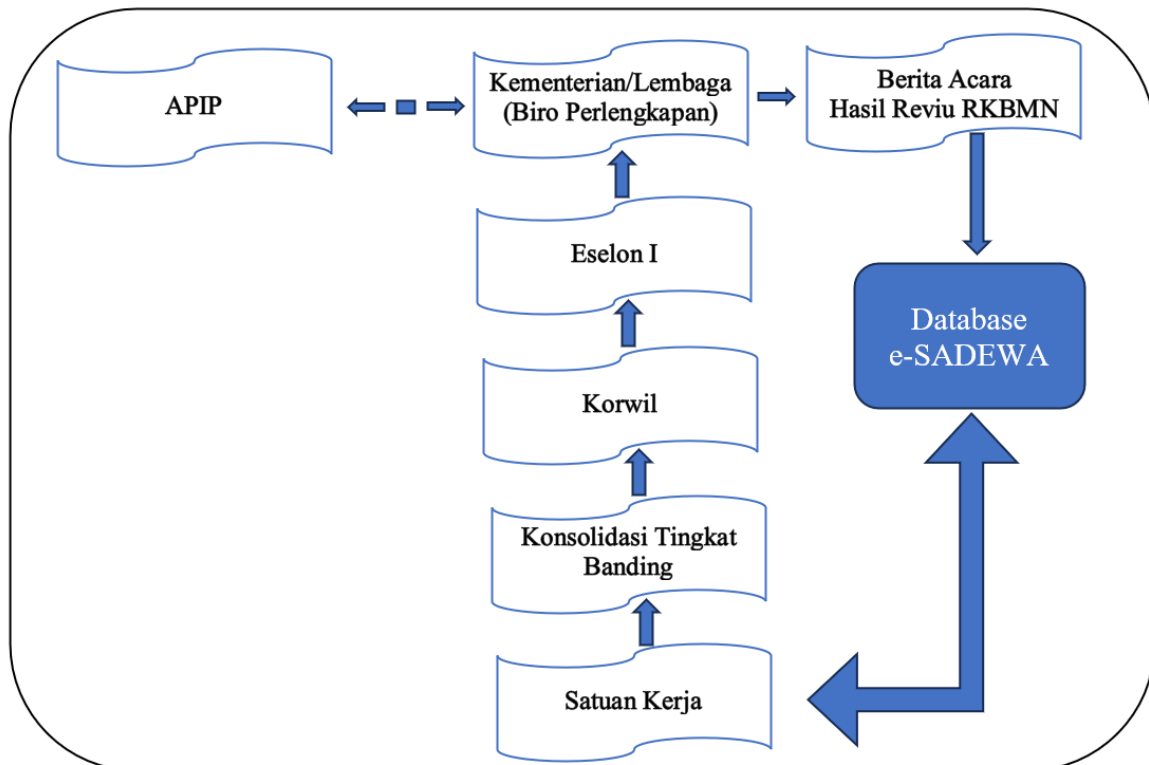 APIP
Kementerian/Lembaga
(Biro Perlengkapan)
Berita Acara
Hasil Reviu RKBMN
Eselon I
Database
e-SADEWA
Korwil
Konsolidasi Tingkat
Banding
Satuan Kerja